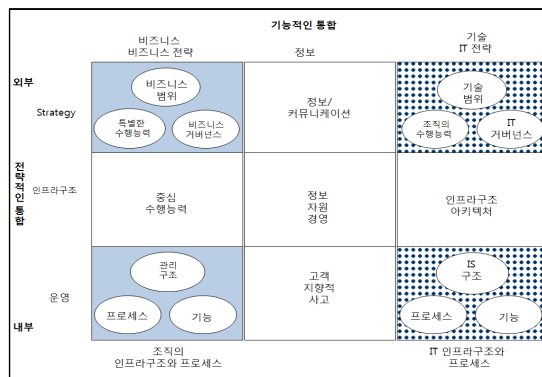 기능적인 통합
비즈니스
비즈니스 전략
정보
기술
IT 전략
외부
Strategy
비즈니스
범위
특별한
수행능력
비즈니스
거버넌스
정보/
커뮤니케이션
기술
범위
조직의
수행능력
IT
거버넌스
전략적인 통합
인프라구조
중심
수행능력
정보
자원
경영
인프라구조
아키텍처
운영
내부
관리
구조
프로세스
기능
고객
지향적
사고
IS
구조
프로세스
기능
조직의
인프라구조와 프로세스
IT 인프라구조와
프로세스